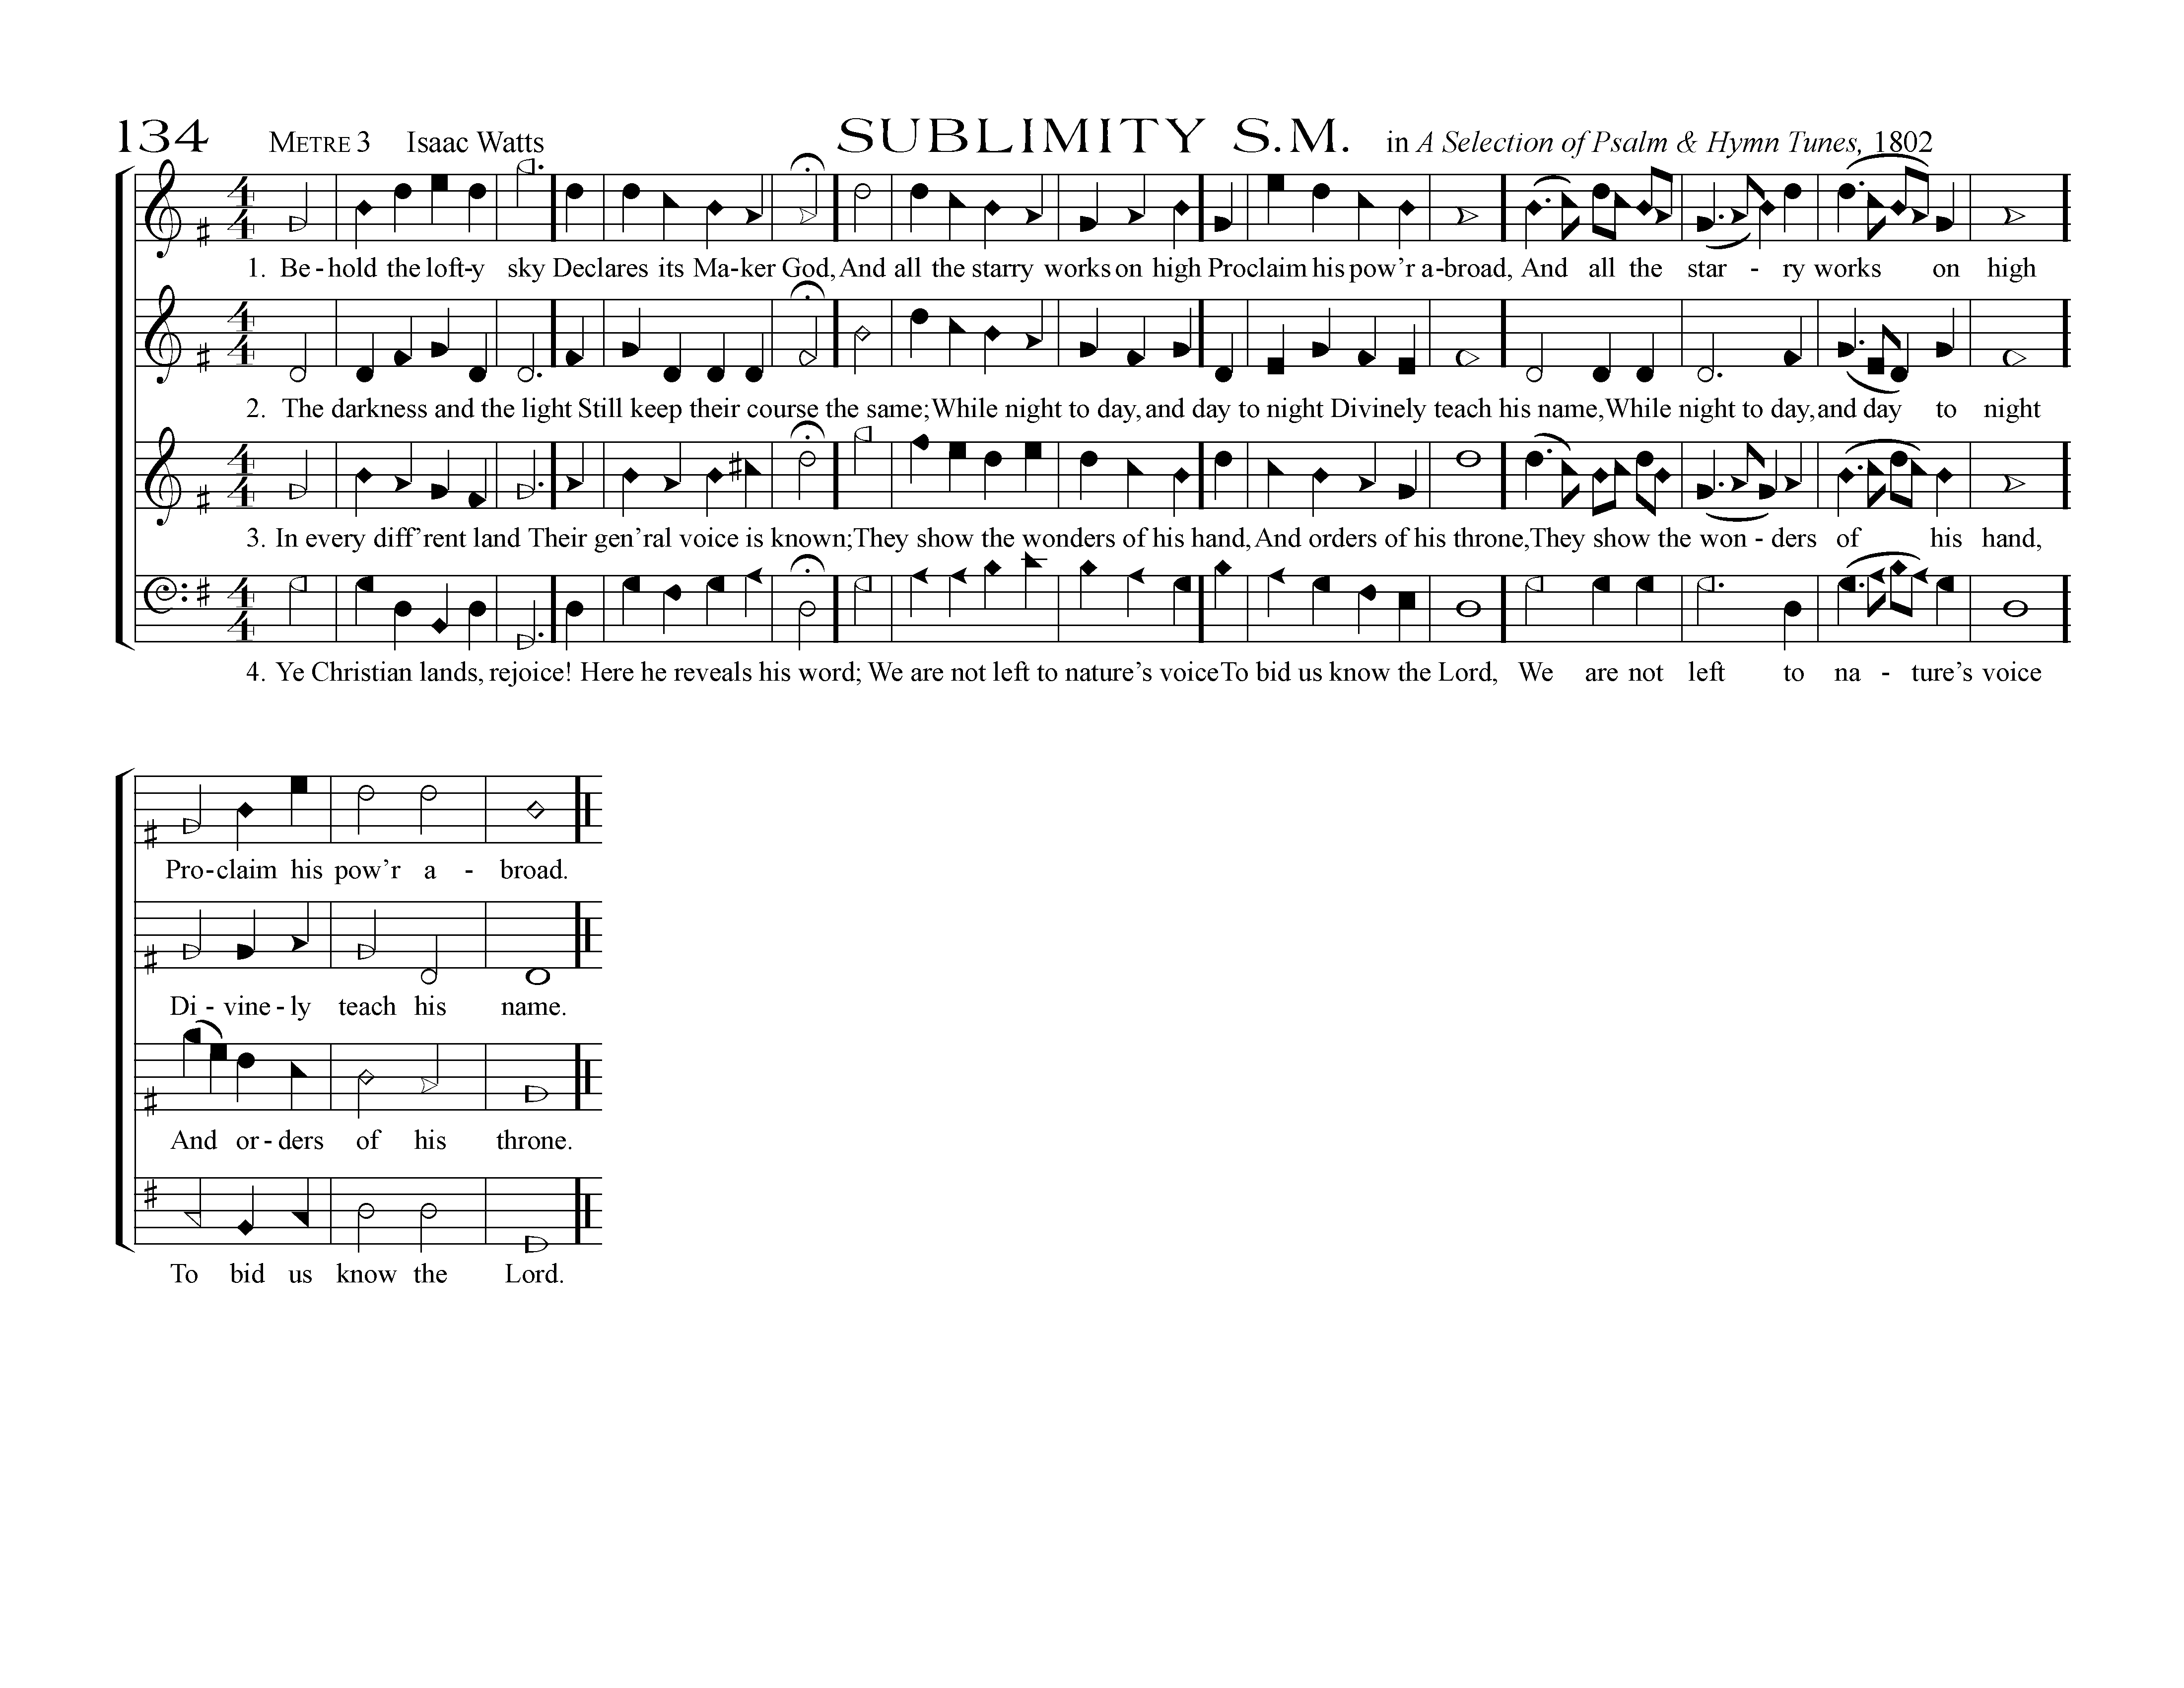 134 METRE 3 Isaac Watts SUBLIMITY S.M. in A Selection of Psalm & Hymn Tunes, 1802
4 4
1. Be-hold the loft-y sky Declares its Ma-ker God, And all the starry works on high Proclaim his pow’r a-broad, And all the star - ry works on high
4 4
2. The darkness and the light Still keep their course the same; While night to day, and day to night Divinely teach his name, While night to day, and day to night
4 4
3. In every diff’rent land Their gen’ral voice is known; They show the wonders of his hand, And orders of his throne, They show the won - ders of his hand,
4 4
4. Ye Christian lands, rejoice! Here he reveals his word; We are not left to nature’s voice To bid us know the Lord, We are not left to na - ture’s voice
Pro-claim his pow’r a - broad.
Di - vine - ly teach his name.
And or - ders of his throne.
To bid us know the Lord.